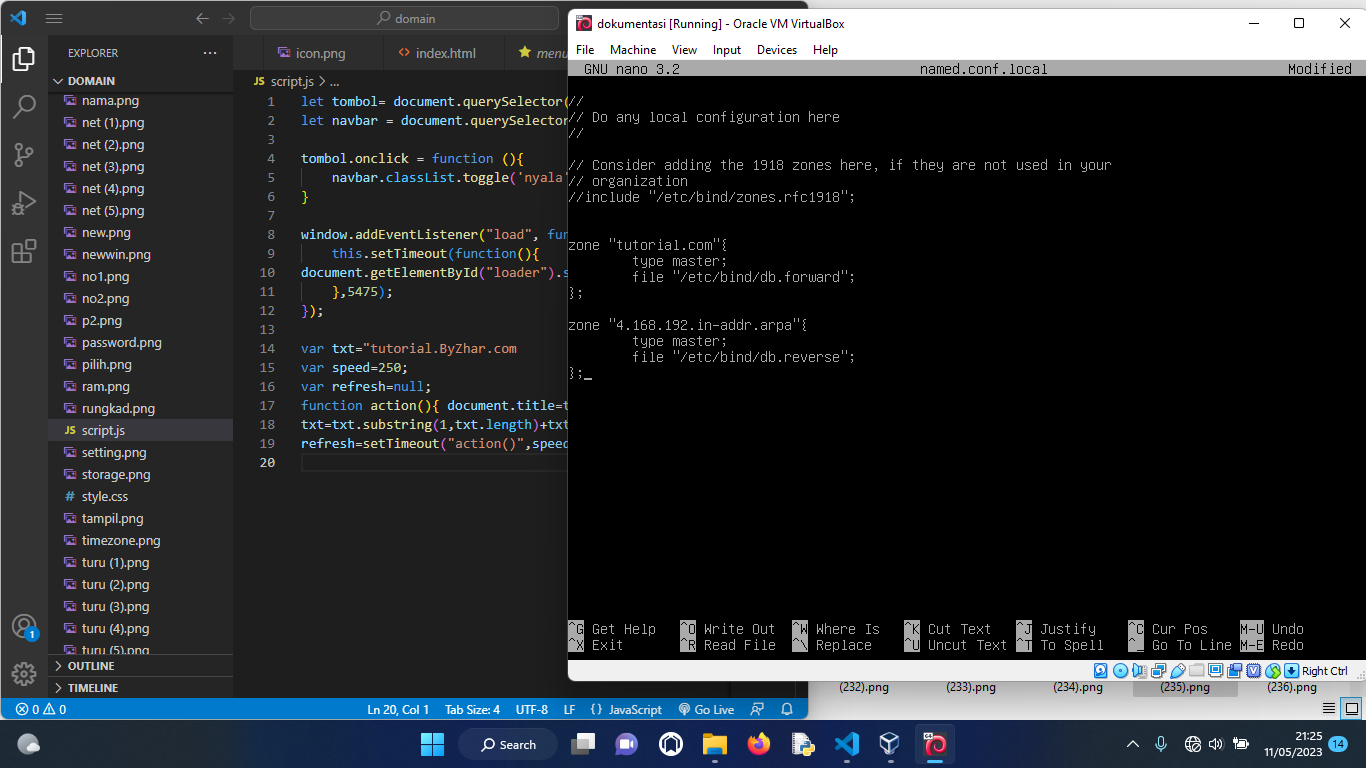 domain
EXPLORER
DOMAIN
nama.png
net (1).png
net (2).png
net (3).png
net (4).png
net (5).png
new.png
newwin.png
no1.png
no2.png
p2.png
password.png
pilih.png
ram.png
rungkad.png
JS script.js
setting.png
storage.png
# style.css
tampil.png
timezone.png
turu (1).png
turu (2).png
turu (3).png
turu (4).png
turu (5).png
OUTLINE
TIMELINE
1
icon.png
<> index.html
menu
JS script.js > ...
1 let tombol= document.querySelector(
2 let navbar = document.querySelector
3
4 tombol.onclick = function (){
5 navbar.classList.toggle('nyala'
6 }
7
8 window.addEventListener("load", fun
9 this.setTimeout(function(){
10 document.getElementById("loader").s
11 },5475);
12 });
13
14 var txt="tutorial.ByZhar.com
15 var speed=250;
16 var refresh=null;
17 function action(){ document.title=t
18 txt=txt.substring(1,txt.length)+txt
19 refresh=setTimeout("action()",speed
20
0 0
Ln 20, Col 1
Tab Size: 4
UTF-8
LF
{} JavaScript
Go Live
dokumentasi [Running] - Oracle VM VirtualBox
File Machine View Input Devices Help
GNU nano 3.2 named.conf.local Modified
//
// Do any local configuration here
//
// Consider adding the 1918 zones here, if they are not used in your
// organization
//include "/etc/bind/zones.rfc1918";
zone "tutorial.com"{
type master;
file "/etc/bind/db.forward";
};
zone "4.168.192.in-addr.arpa"{
type master;
file "/etc/bind/db.reverse";
};_
^G Get Help ^O Write Out ^W Where Is ^K Cut Text ^J Justify ^C Cur Pos M-U Undo
^X Exit ^R Read File ^\ Replace ^U Uncut Text ^T To Spell ^_ Go To Line M-E Redo
Right Ctrl
(232).png
(233).png
(234).png
(235).png
(236).png
Search
64
21:25
11/05/2023
14